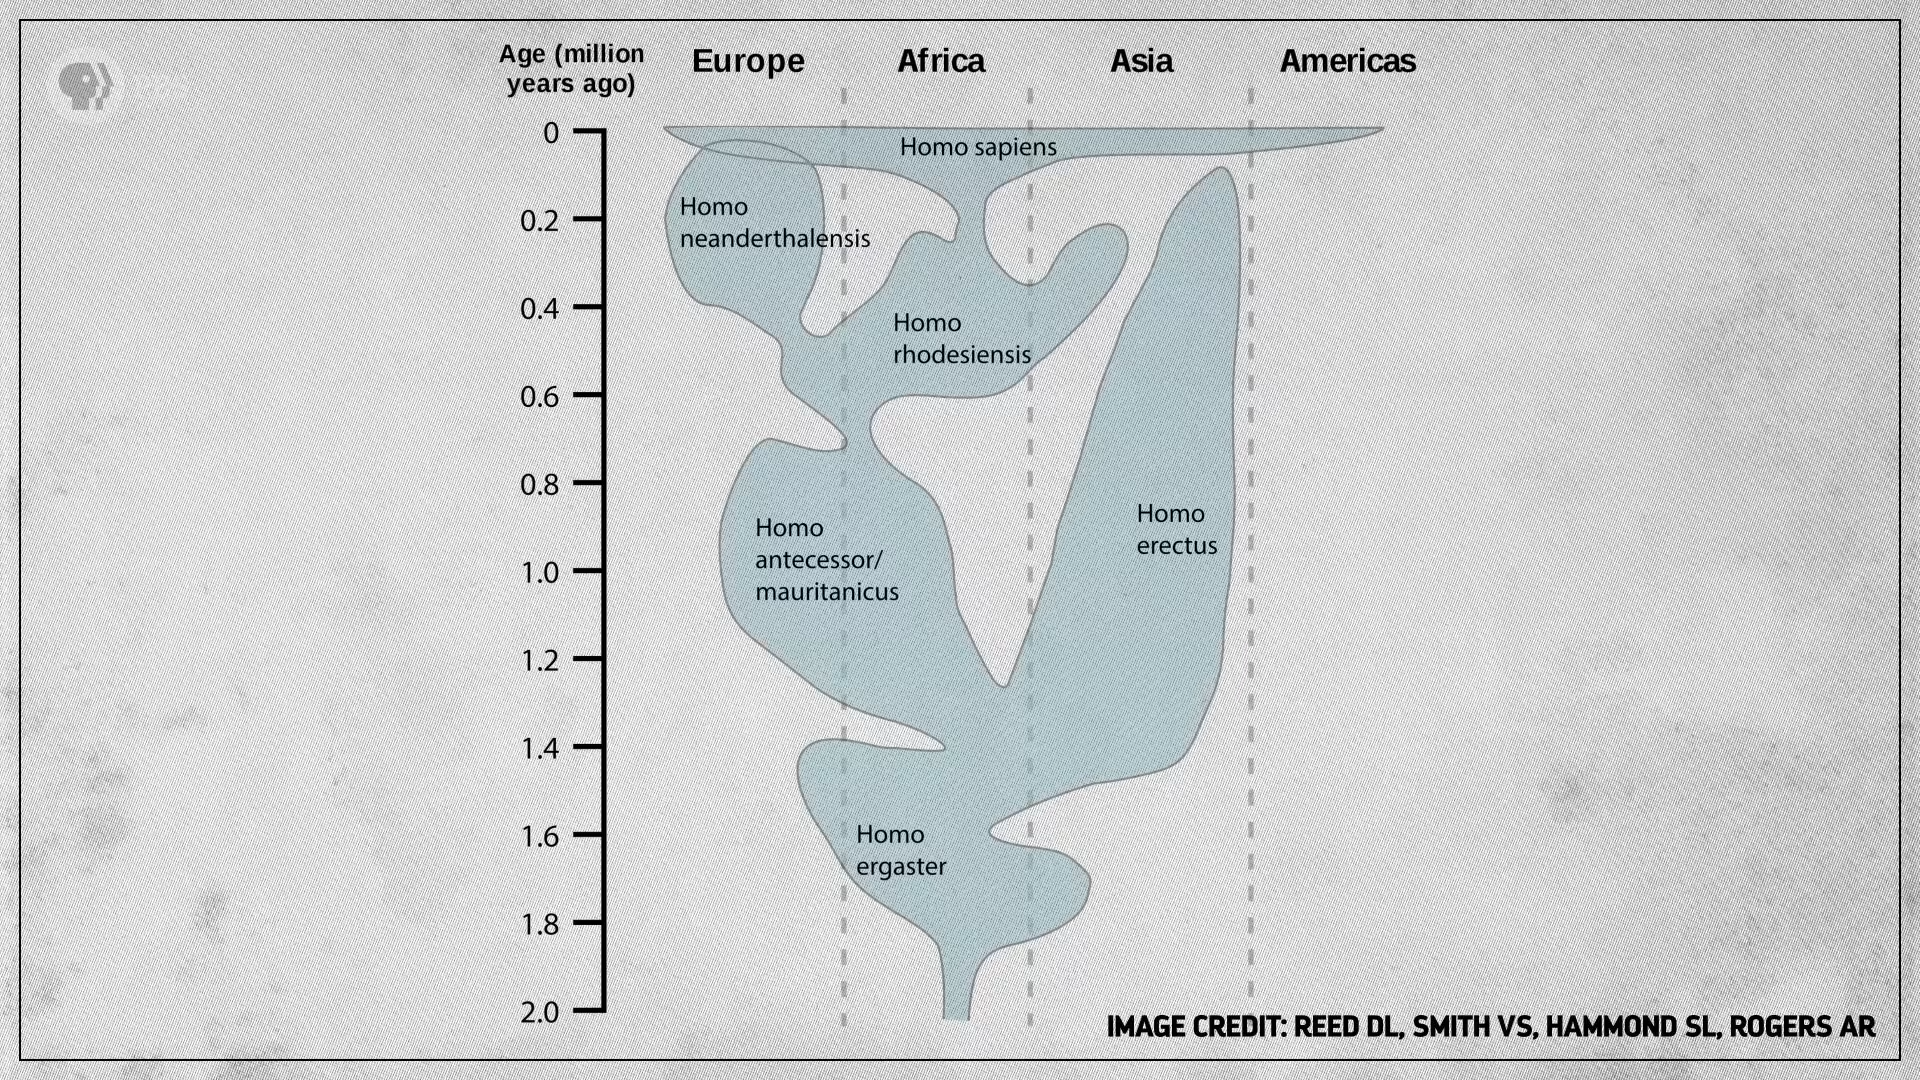 Age (million
years ago)
Europe
Africa
Asia
Americas
0
Homo sapiens
0.2
Homo
neanderthalensis
0.4
Homo
rhodesiensis
0.6
0.8
Homo
erectus
Homo
antecessor/
mauritanicus
1.0
1.2
1.4
1.6
Homo
ergaster
1.8
2.0
IMAGE CREDIT: REED DL, SMITH VS, HAMMOND SL, ROGERS AR